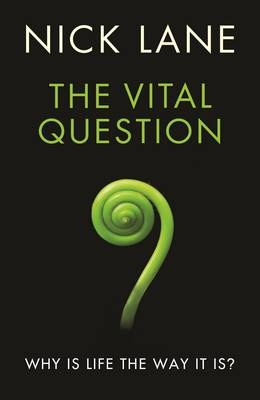 NICK LANE
THE VITAL
QUESTION
WHY IS LIFE THE WAY IT IS?